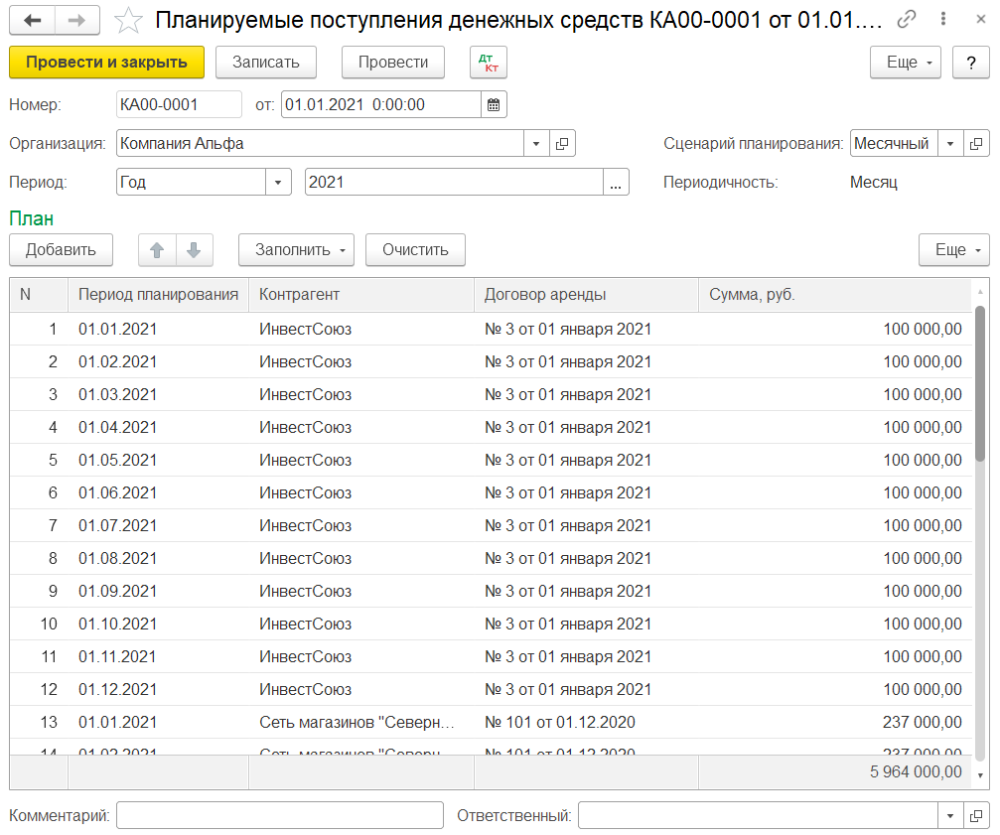 Планируемые поступления денежных средств КА00-0001 от 01.01....
Провести и закрыть Записать Провести Дт Кт Еще ?
Номер: КА00-0001 от: 01.01.2021 0:00:00
Организация: Компания Альфа Сценарий планирования: Месячный
Период: Год 2021 ... Периодичность: Месяц
План
Добавить Заполнить Очистить Еще
N Период планирования Контрагент Договор аренды Сумма, руб.
1 01.01.2021 ИнвестСоюз № 3 от 01 января 2021 100 000,00
2 01.02.2021 ИнвестСоюз № 3 от 01 января 2021 100 000,00
3 01.03.2021 ИнвестСоюз № 3 от 01 января 2021 100 000,00
4 01.04.2021 ИнвестСоюз № 3 от 01 января 2021 100 000,00
5 01.05.2021 ИнвестСоюз № 3 от 01 января 2021 100 000,00
6 01.06.2021 ИнвестСоюз № 3 от 01 января 2021 100 000,00
7 01.07.2021 ИнвестСоюз № 3 от 01 января 2021 100 000,00
8 01.08.2021 ИнвестСоюз № 3 от 01 января 2021 100 000,00
9 01.09.2021 ИнвестСоюз № 3 от 01 января 2021 100 000,00
10 01.10.2021 ИнвестСоюз № 3 от 01 января 2021 100 000,00
11 01.11.2021 ИнвестСоюз № 3 от 01 января 2021 100 000,00
12 01.12.2021 ИнвестСоюз № 3 от 01 января 2021 100 000,00
13 01.01.2021 Сеть магазинов "Северн... № 101 от 01.12.2020 237 000,00
14 01.02.2021 Сеть магазинов "Северн... № 101 от 01.12.2020 237 000,00
5 964 000,00
Комментарий: Ответственный: